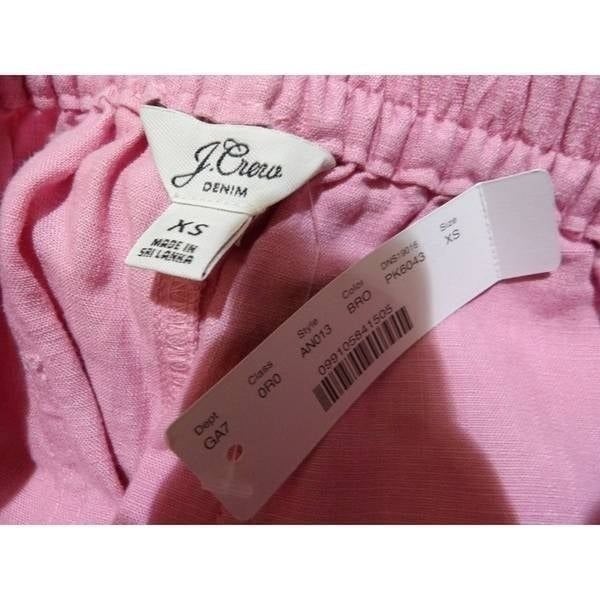 J.Crew
DENIM
XS
MADE IN
SRI LANKA
Dept Class Style Color DNS19016 Size
GA7 0R0 AN013 BRO PK6043 XS
099105841505